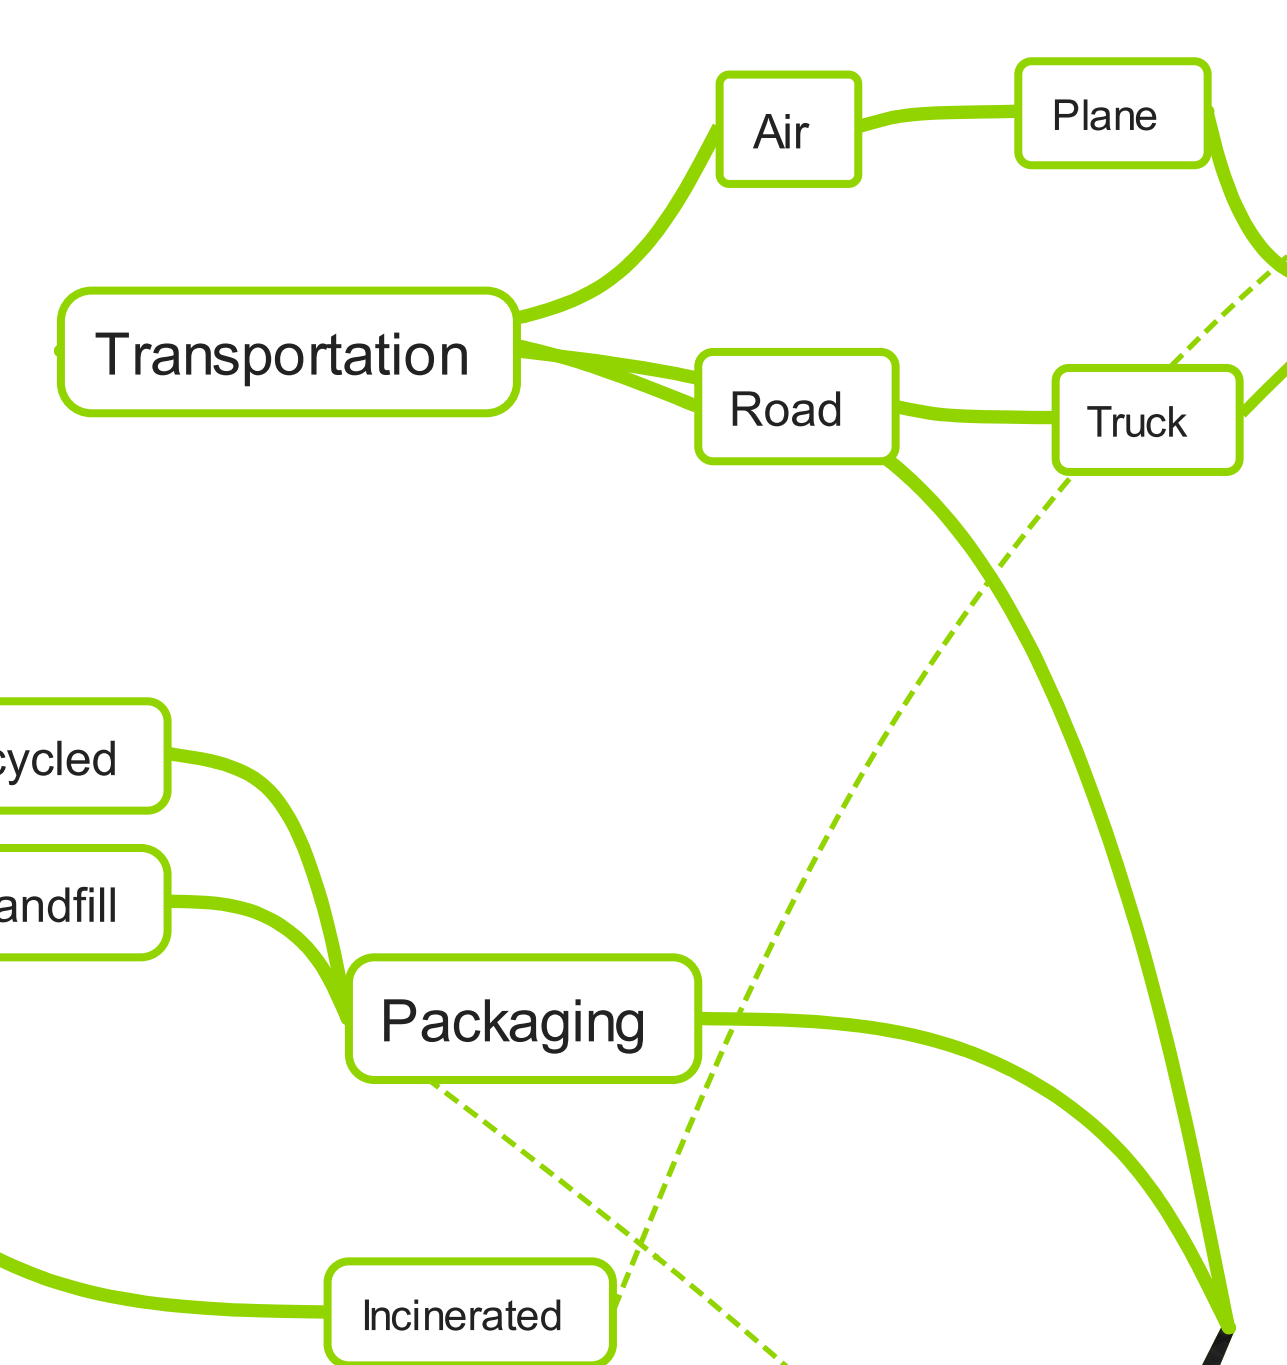 Air
Plane
Transportation
Road
Truck
cycled
andfill
Packaging
Incinerated